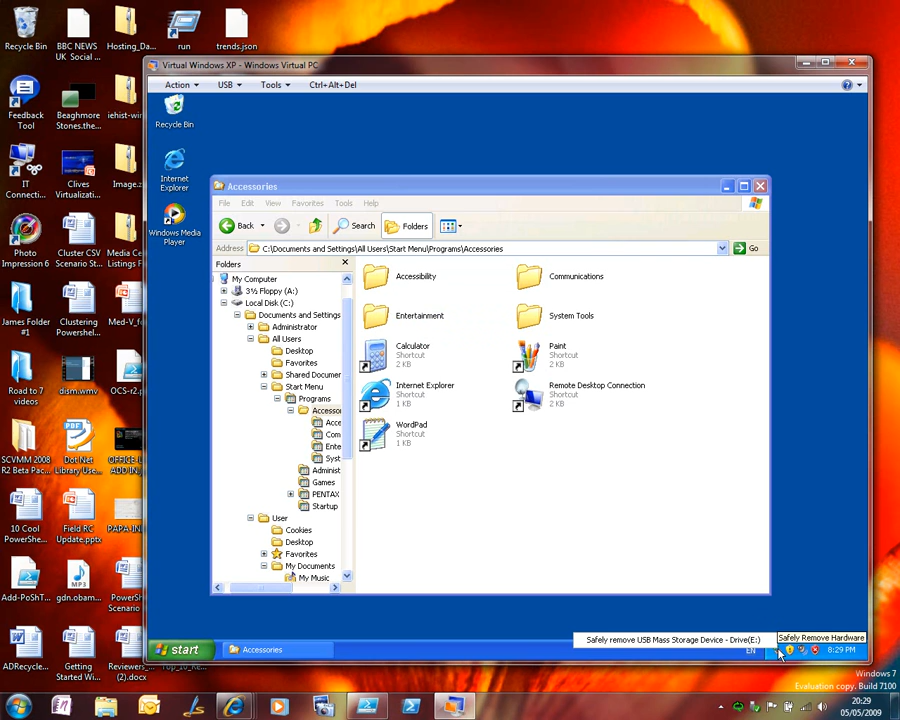 Recycle Bin
BBC NEWS
UK Social ...
Hosting_Da...
run
trends.json
Feedback
Tool
Beaghmore
Stones.the...
iehist-wi
IT
Connecti...
Clives
Virtualizati...
Image.z
Photo
Impression 6
Cluster CSV
Scenario St...
Media Ce
Listings F
James Folder
#1
Clustering
Powershel...
Med-V_fo
Road to 7
videos
dism.wmv
OCS-r2.p
SCVMM 2008
R2 Beta Pac...
Dot Net
Library Use...
OFFICE-
ADD IN
10 Cool
PowerShe...
Field RC
Update.pptx
PAPA-IN
Add-PoShT...
gdn.obam...
PowerSh
Scenario
ADRecycle...
Getting
Started Wi...
Reviewers_...
(2).docx
Virtual Windows XP - Windows Virtual PC
Action USB Tools Ctrl+Alt+Del
Recycle Bin
Internet
Explorer
Windows Media
Player
Accessories
File Edit View Favorites Tools Help
Back Search Folders
Address C:\Documents and Settings\All Users\Start Menu\Programs\Accessories Go
Folders
My Computer
3½ Floppy (A:)
Local Disk (C:)
Documents and Settings
Administrator
All Users
Desktop
Favorites
Shared Documer
Start Menu
Programs
Accessor
Acce
Com
Ente
Syst
Administ
Games
PENTAX
Startup
User
Cookies
Desktop
Favorites
My Documents
My Music
Accessibility
Communications
Entertainment
System Tools
Calculator
Shortcut
2 KB
Paint
Shortcut
2 KB
Internet Explorer
Shortcut
1 KB
Remote Desktop Connection
Shortcut
2 KB
WordPad
Shortcut
1 KB
Safely remove USB Mass Storage Device - Drive(E:)
Safely Remove Hardware
start Accessories EN 8:29 PM
Windows 7
Evaluation copy. Build 7100
20:29
05/05/2009